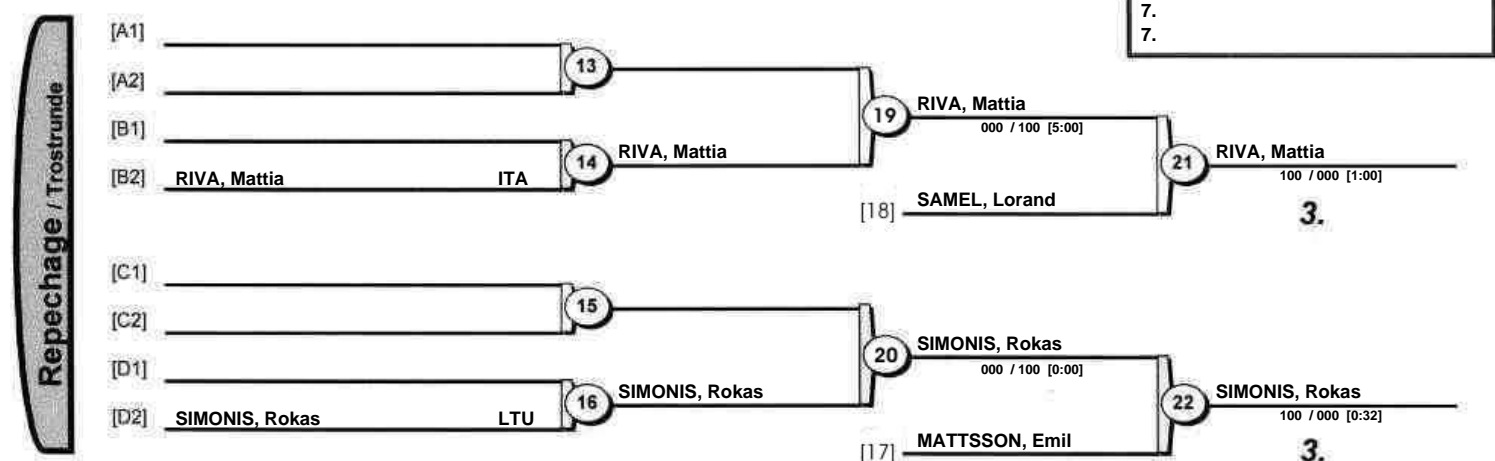 7.
7.
Repechage / Trostrunde
[A1]
13
[A2]
[B1]
14
RIVA, Mattia
[B2] RIVA, Mattia ITA
19
RIVA, Mattia
000 / 100 [5:00]
21
RIVA, Mattia
100 / 000 [1:00]
[18] SAMEL, Lorand
3.
[C1]
15
[C2]
[D1]
16
SIMONIS, Rokas
[D2] SIMONIS, Rokas LTU
20
SIMONIS, Rokas
000 / 100 [0:00]
22
SIMONIS, Rokas
100 / 000 [0:32]
[17] MATTSSON, Emil
3.